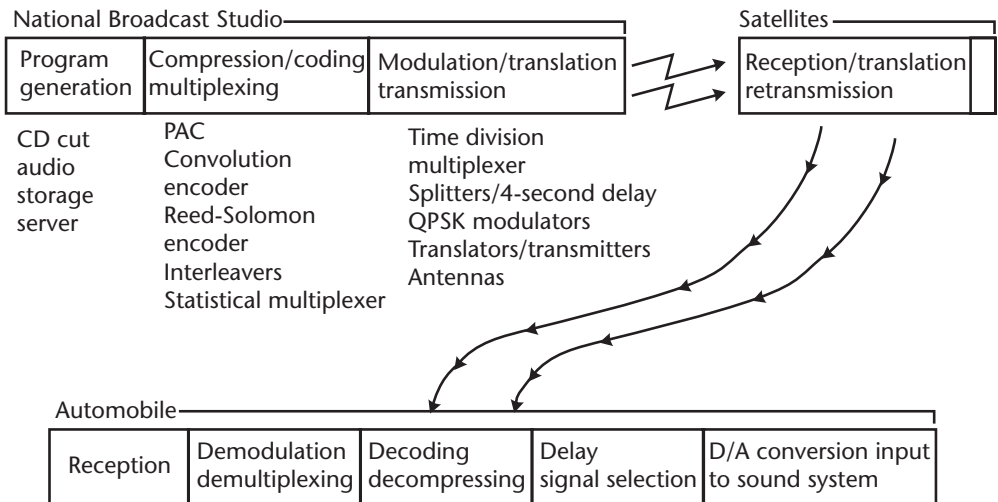 National Broadcast Studio
Satellites
Program
generation
Compression/coding
multiplexing
Modulation/translation
transmission
Reception/translation
retransmission
CD cut
audio
storage
server
PAC
Convolution
encoder
Reed-Solomon
encoder
Interleavers
Statistical multiplexer
Time division
multiplexer
Splitters/4-second delay
QPSK modulators
Translators/transmitters
Antennas
Automobile
Reception
Demodulation
demultiplexing
Decoding
decompressing
Delay
signal selection
D/A conversion input
to sound system